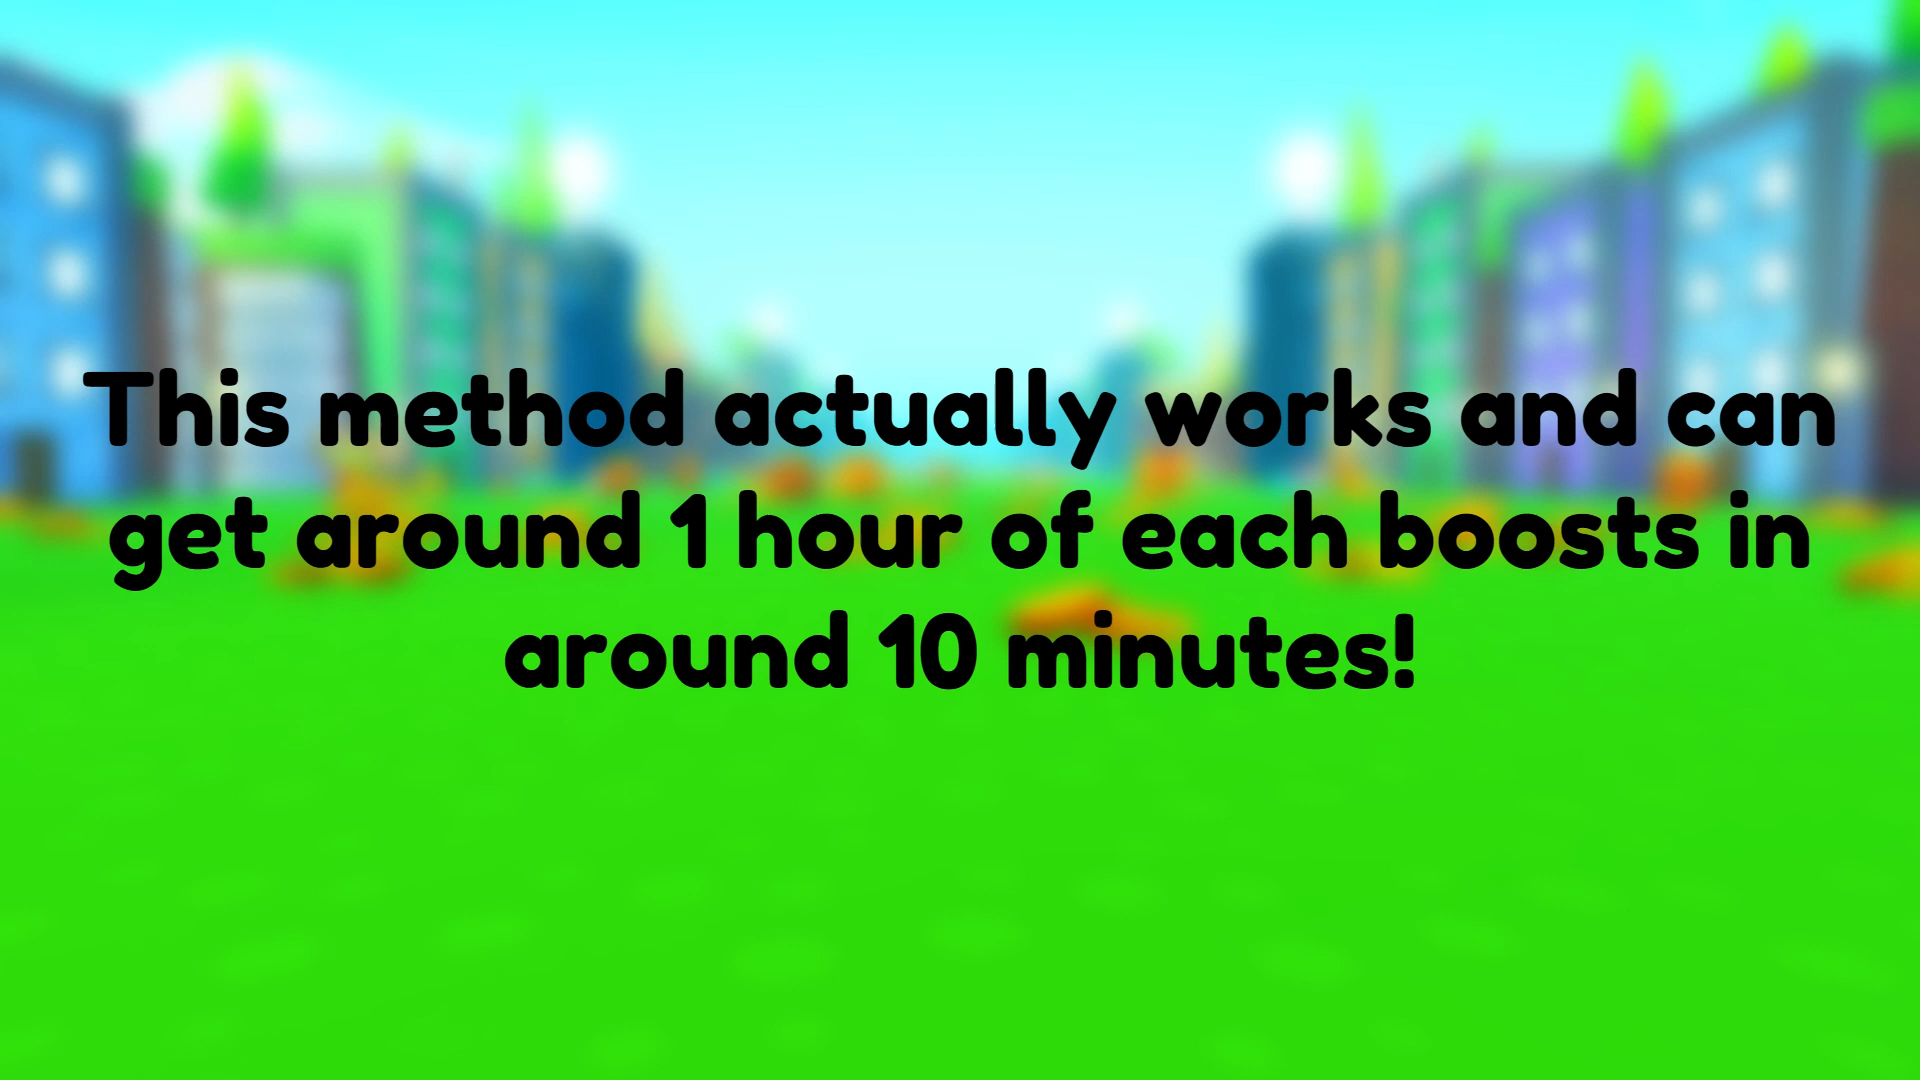 This method actually works and can
get around 1 hour of each boosts in
around 10 minutes!